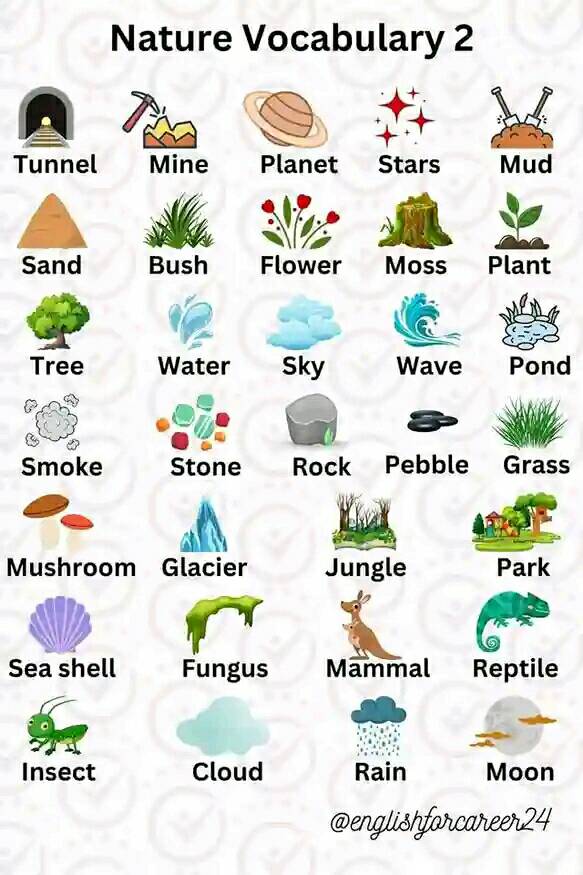 Nature Vocabulary 2
Tunnel Mine Planet Stars Mud
Sand Bush Flower Moss Plant
Tree Water Sky Wave Pond
Smoke Stone Rock Pebble Grass
Mushroom Glacier Jungle Park
Sea shell Fungus Mammal Reptile
Insect Cloud Rain Moon
@englishforcareer24